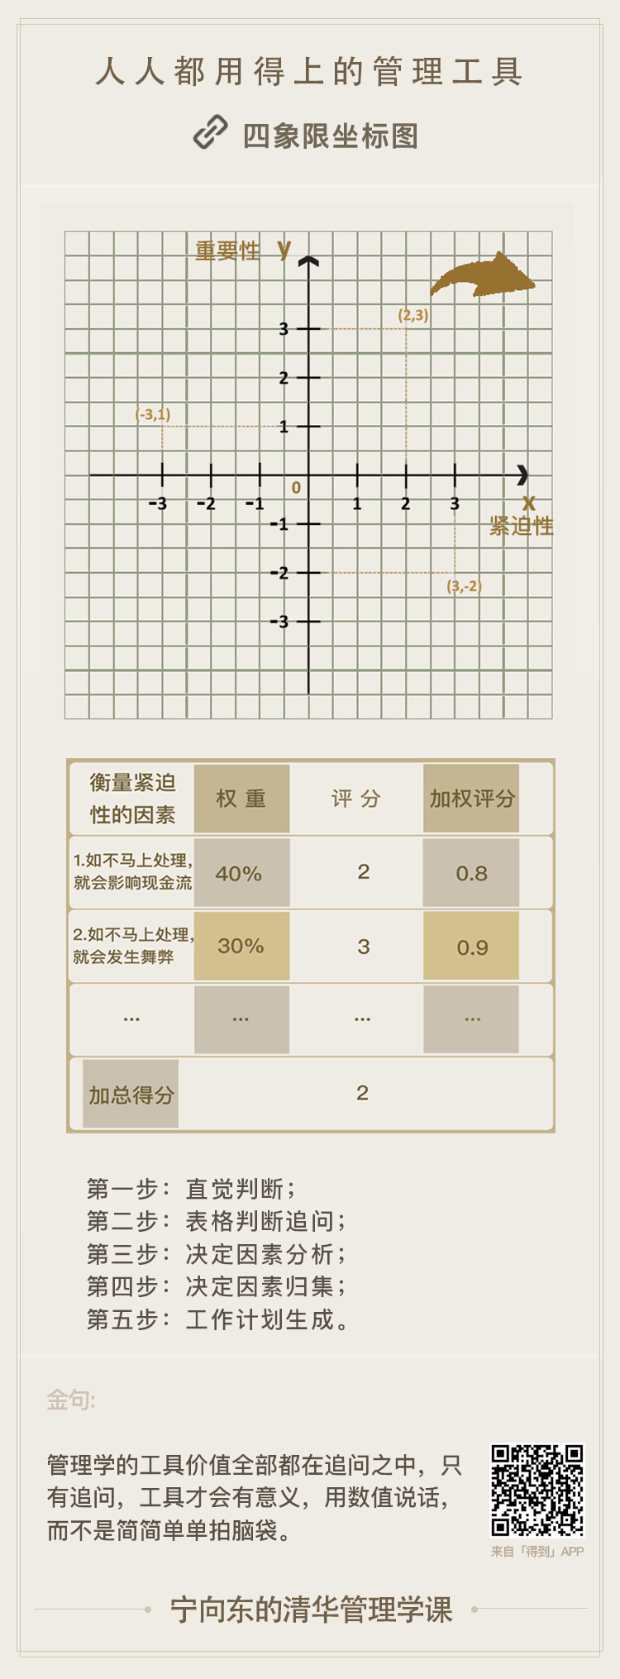 人人都用得上的管理工具
四象限坐标图
重要性 y
(2,3)
3
2
(-3,1)
1
0
-3 -2 -1 1 2 3
x
紧迫性
-1
-2
(3,-2)
-3
衡量紧迫
性的因素
权重 评分 加权评分
1.如不马上处理,
就会影响现金流
40% 2 0.8
2.如不马上处理,
就会发生舞弊
30% 3 0.9
... ... ... ...
加总得分 2
第一步：直觉判断；
第二步：表格判断追问；
第三步：决定因素分析；
第四步：决定因素归集；
第五步：工作计划生成。
金句:
管理学的工具价值全部都在追问之中，只
有追问，工具才会有意义，用数值说话，
而不是简简单单拍脑袋。
来自「得到」APP
宁向东的清华管理学课